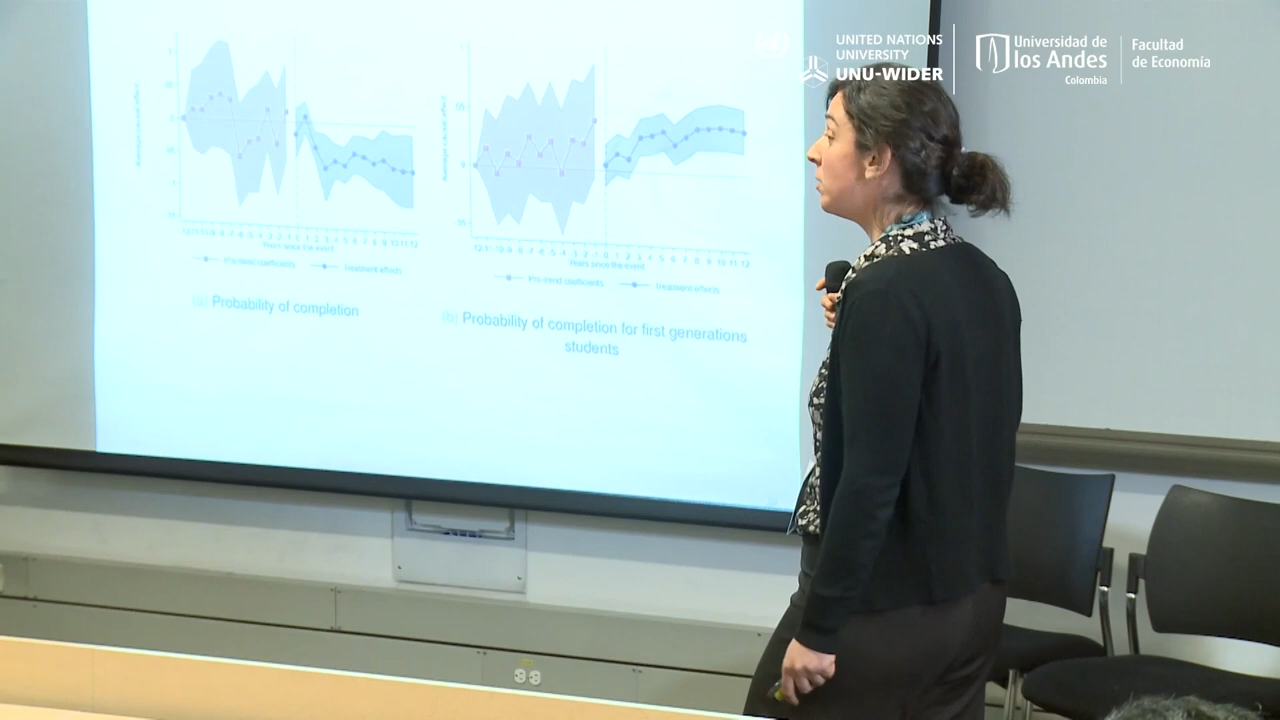 UNITED NATIONS
UNIVERSITY
UNU-WIDER
Universidad de
los Andes
Colombia
Facultad
de Economía
Years since the event
Pre-trend coefficients
Treatment effects
(a) Probability of completion
Years since the event
Pre-trend coefficients
Treatment effects
(b) Probability of completion for first generations
students